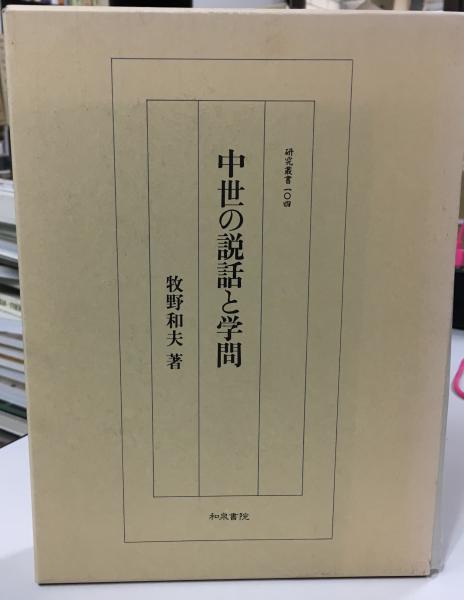 研究叢書一〇四
中世の説話と学問
牧野和夫 著
和泉書院